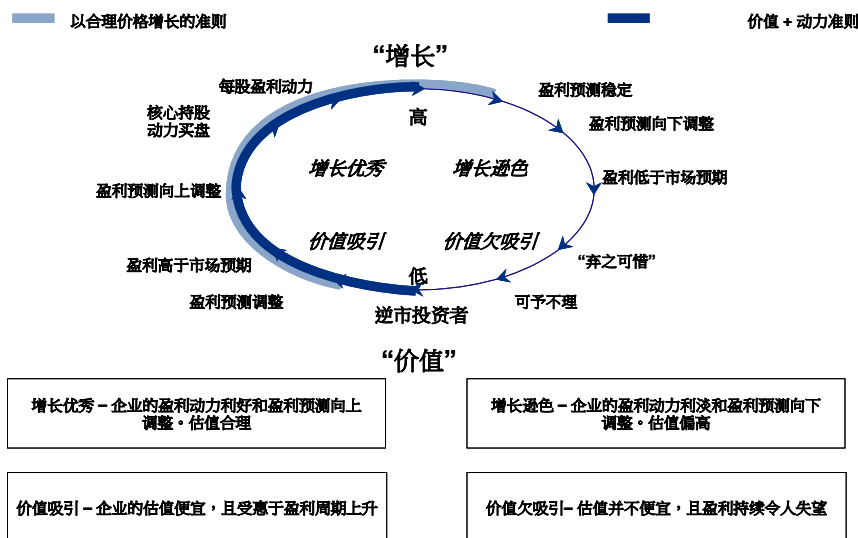 以合理价格增长的准则
价值 + 动力准则
“增长”
每股盈利动力
盈利预测稳定
核心持股
动力买盘
高
盈利预测向下调整
增长优秀
增长逊色
盈利预测向上调整
盈利低于市场预期
价值吸引
价值欠吸引
盈利高于市场预期
“弃之可惜”
低
盈利预测调整
可予不理
逆市投资者
“价值”
增长优秀 – 企业的盈利动力利好和盈利预测向上
调整。估值合理
增长逊色 – 企业的盈利动力利淡和盈利预测向下
调整。估值偏高
价值吸引 – 企业的估值便宜，且受惠于盈利周期上升
价值欠吸引– 估值并不便宜，且盈利持续令人失望